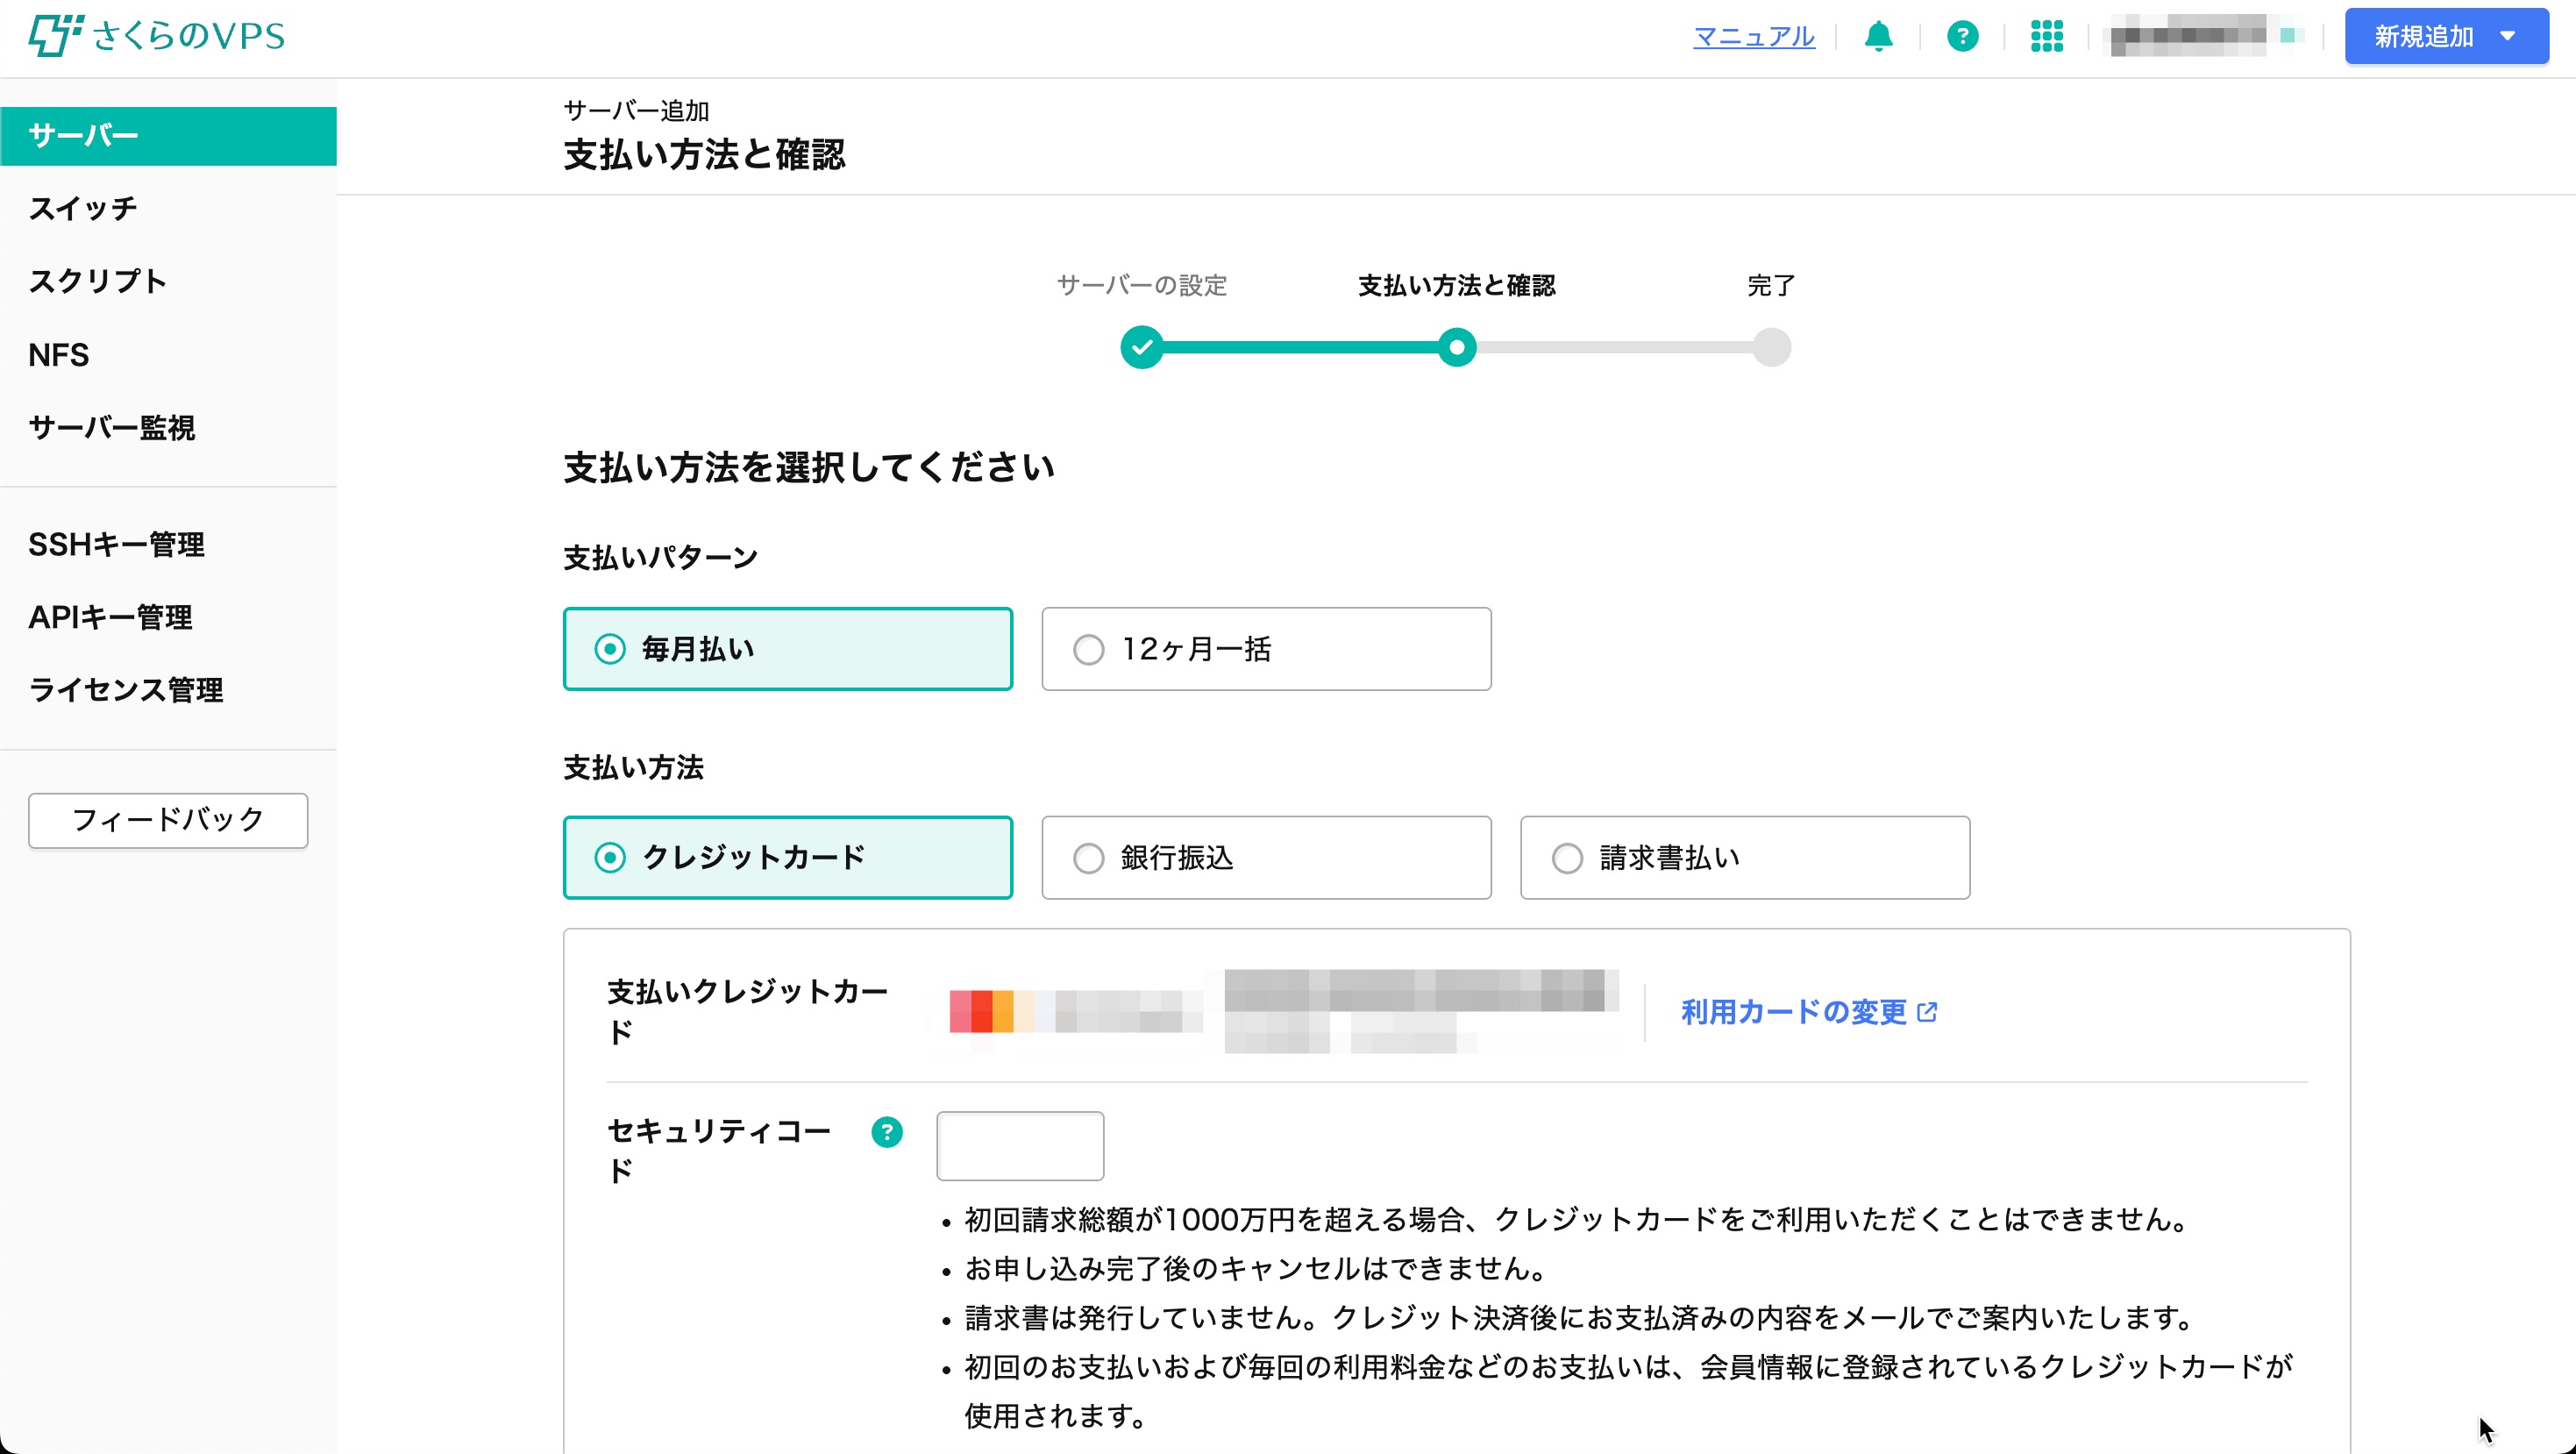 さくらのVPS
マニュアル
?
新規追加
サーバー
スイッチ
スクリプト
NFS
サーバー監視
SSHキー管理
APIキー管理
ライセンス管理
フィードバック
サーバー追加
支払い方法と確認
サーバーの設定
支払い方法と確認
完了
支払い方法を選択してください
支払いパターン
毎月払い
12ヶ月一括
支払い方法
クレジットカード
銀行振込
請求書払い
支払いクレジットカー
ド
利用カードの変更
セキュリティコー
ド
?
• 初回請求総額が1000万円を超える場合、クレジットカードをご利用いただくことはできません。
• お申し込み完了後のキャンセルはできません。
• 請求書は発行していません。クレジット決済後にお支払済みの内容をメールでご案内いたします。
• 初回のお支払いおよび毎回の利用料金などのお支払いは、会員情報に登録されているクレジットカードが
使用されます。